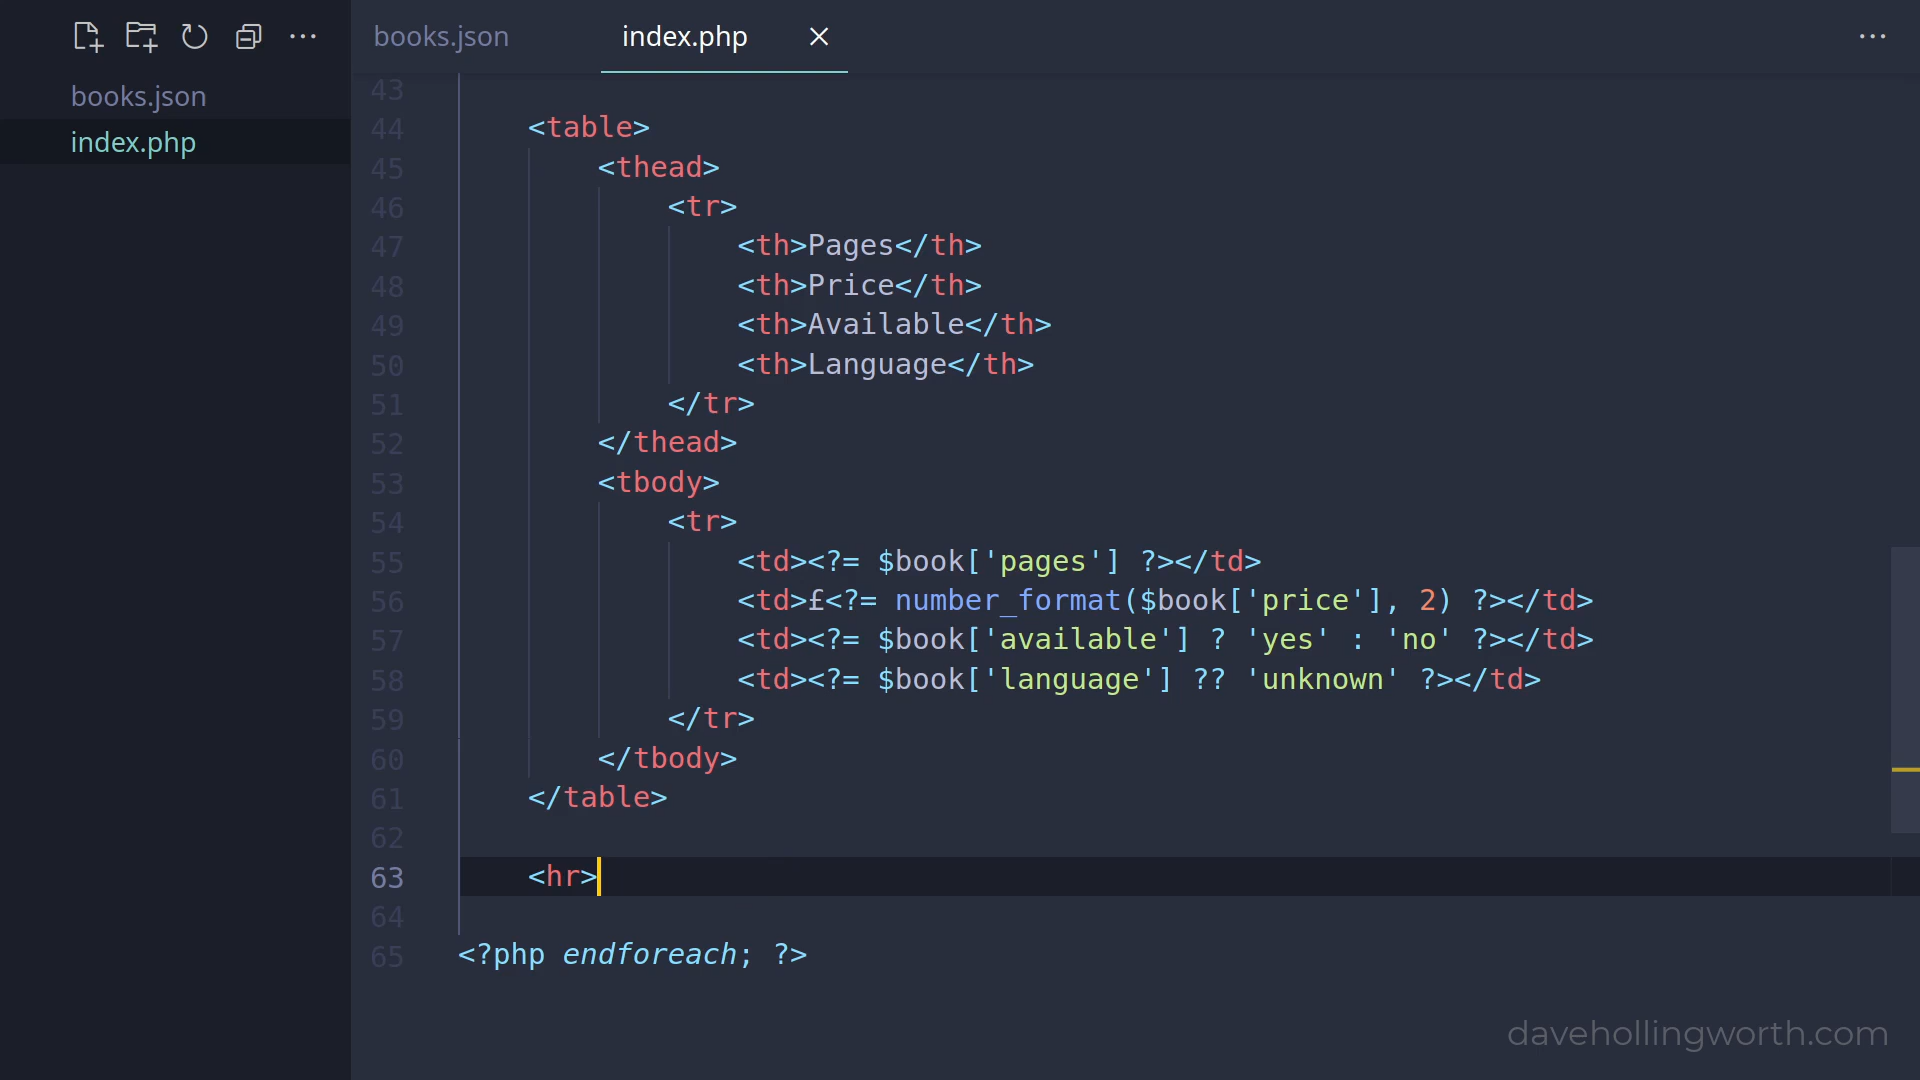 books.json
index.php
books.json
index.php
43
44 <table>
45 <thead>
46 <tr>
47 <th>Pages</th>
48 <th>Price</th>
49 <th>Available</th>
50 <th>Language</th>
51 </tr>
52 </thead>
53 <tbody>
54 <tr>
55 <td><?= $book['pages'] ?></td>
56 <td>£<?= number_format($book['price'], 2) ?></td>
57 <td><?= $book['available'] ? 'yes' : 'no' ?></td>
58 <td><?= $book['language'] ?? 'unknown' ?></td>
59 </tr>
60 </tbody>
61 </table>
62
63 <hr>
64
65 <?php endforeach; ?>
davehollingworth.com